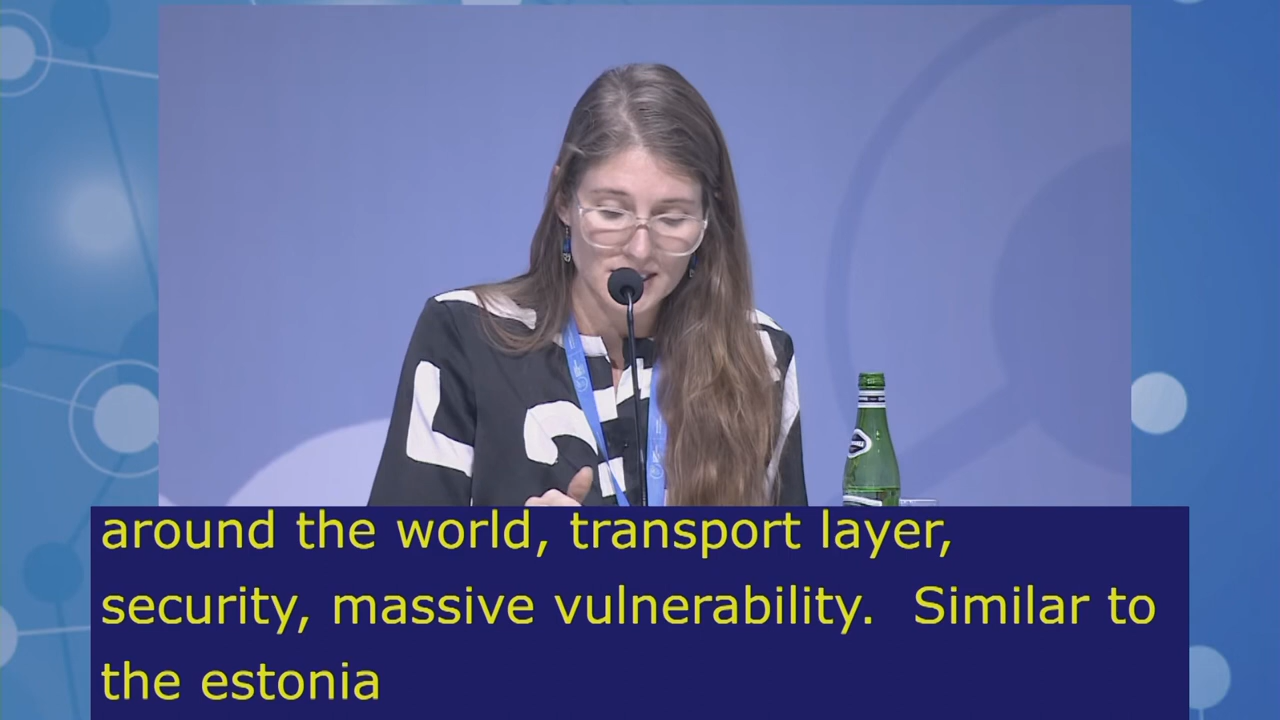 around the world, transport layer,
security, massive vulnerability.  Similar to
the estonia